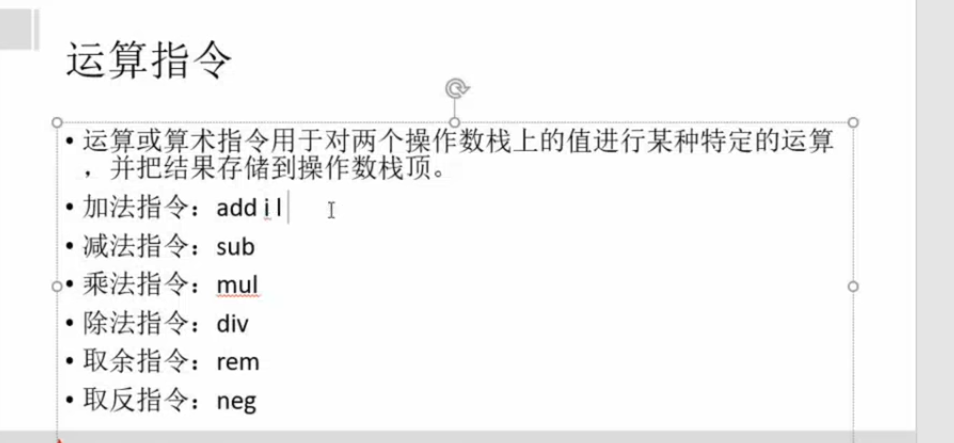 运算指令
• 运算或算术指令用于对两个操作数栈上的值进行某种特定的运算
，并把结果存储到操作数栈顶。
• 加法指令：add i l
• 减法指令：sub
• 乘法指令：mul
• 除法指令：div
• 取余指令：rem
• 取反指令：neg